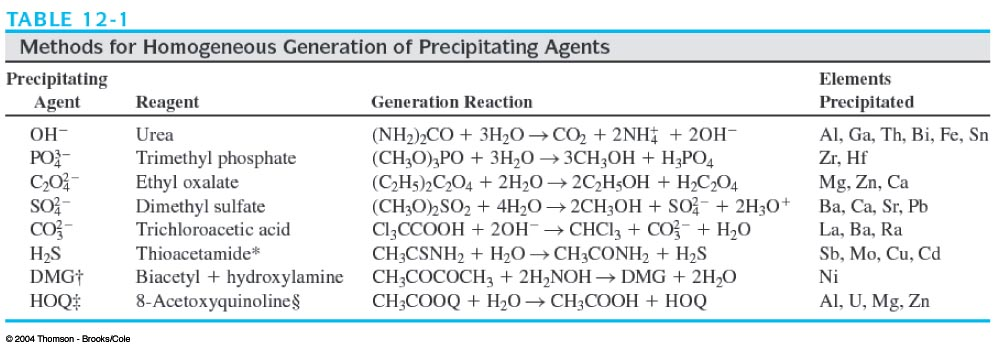 TABLE 12-1
Methods for Homogeneous Generation of Precipitating Agents
Precipitating Agent Reagent Generation Reaction Elements Precipitated
OH⁻ Urea (NH₂)₂CO + 3H₂O → CO₂ + 2NH₄⁺ + 2OH⁻ Al, Ga, Th, Bi, Fe, Sn
PO₄³⁻ Trimethyl phosphate (CH₃O)₃PO + 3H₂O → 3CH₃OH + H₃PO₄ Zr, Hf
C₂O₄²⁻ Ethyl oxalate (C₂H₅)₂C₂O₄ + 2H₂O → 2C₂H₅OH + H₂C₂O₄ Mg, Zn, Ca
SO₄²⁻ Dimethyl sulfate (CH₃O)₂SO₂ + 4H₂O → 2CH₃OH + SO₄²⁻ + 2H₃O⁺ Ba, Ca, Sr, Pb
CO₃²⁻ Trichloroacetic acid Cl₃CCOOH + 2OH⁻ → CHCl₃ + CO₃²⁻ + H₂O La, Ba, Ra
H₂S Thioacetamide* CH₃CSNH₂ + H₂O → CH₃CONH₂ + H₂S Sb, Mo, Cu, Cd
DMG† Biacetyl + hydroxylamine CH₃COCOCH₃ + 2H₂NOH → DMG + 2H₂O Ni
HOQ‡ 8-Acetoxyquinoline§ CH₃COOQ + H₂O → CH₃COOH + HOQ Al, U, Mg, Zn
© 2004 Thomson - Brooks/Cole